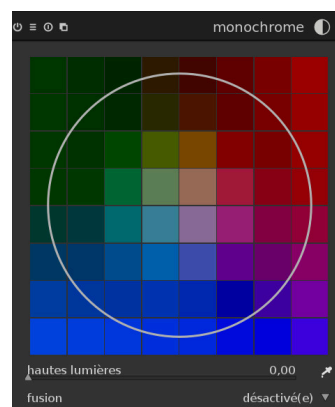 monochrome
hautes lumières 0,00
fusion désactivé(e)